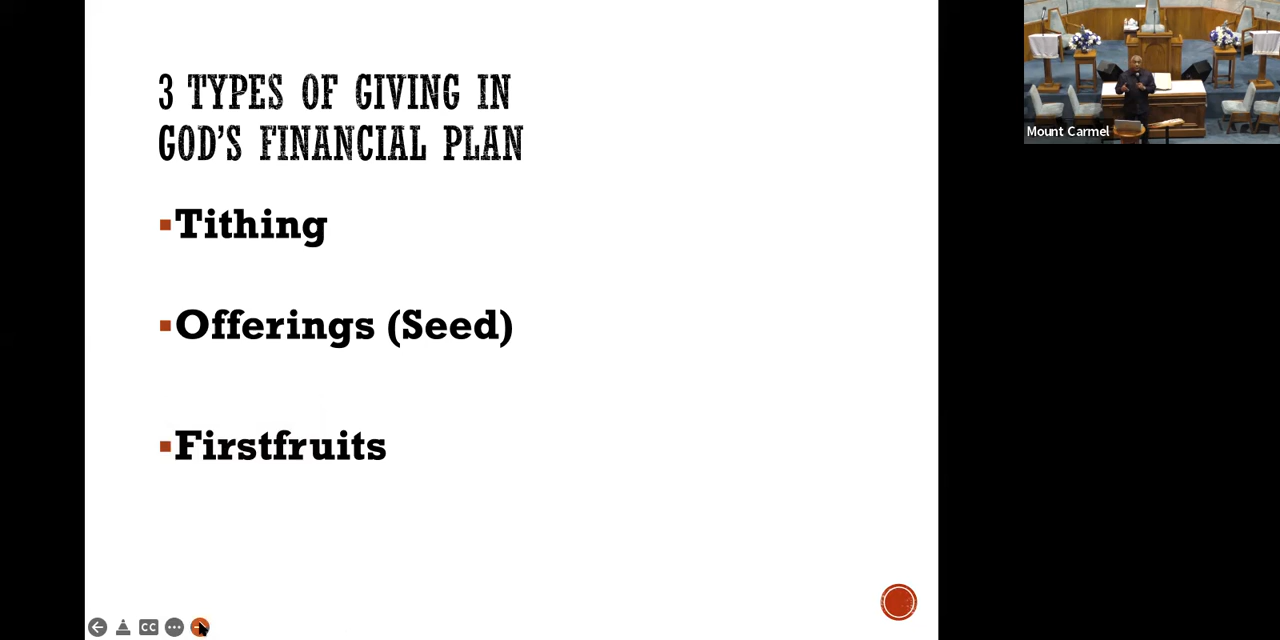 3 TYPES OF GIVING IN
GOD'S FINANCIAL PLAN
▪Tithing
▪Offerings (Seed)
▪Firstfruits
Mount Carmel
CC